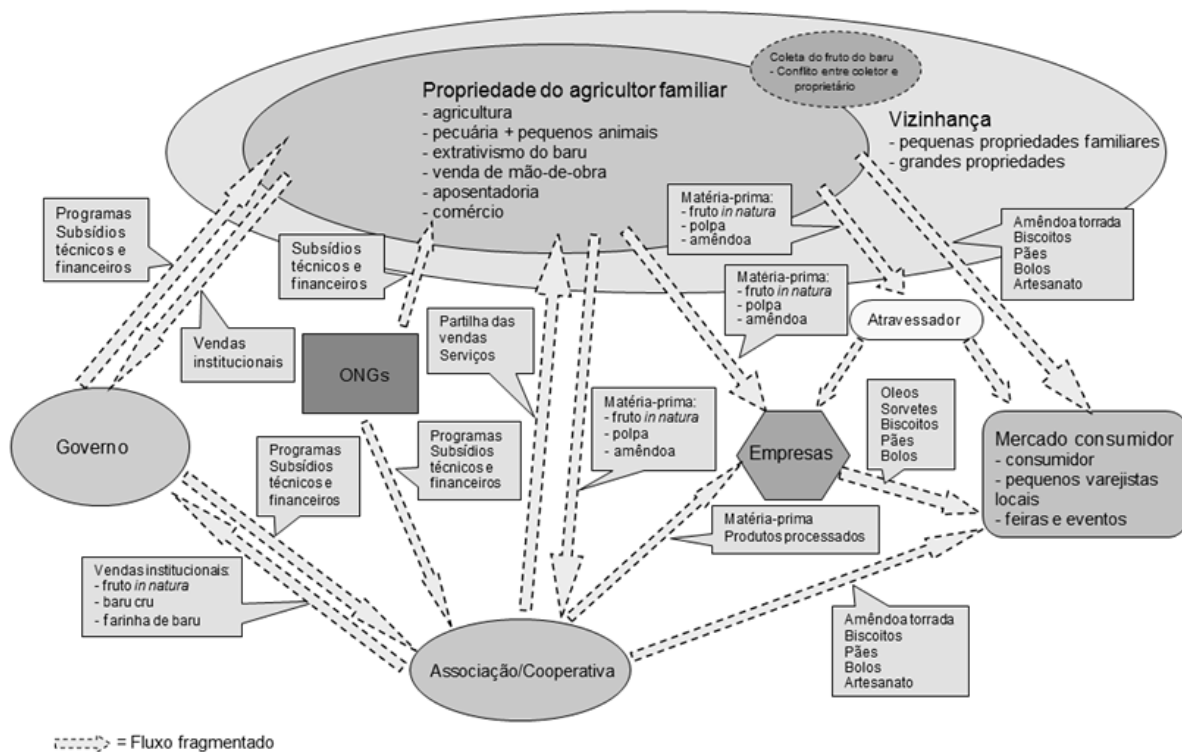 Coleta do fruto do baru
- Conflito entre coletor e
proprietário
Propriedade do agricultor familiar
- agricultura
- pecuária + pequenos animais
- extrativismo do baru
- venda de mão-de-obra
- aposentadoria
- comércio
Vizinhança
- pequenas propriedades familiares
- grandes propriedades
Programas
Subsídios
técnicos e
financeiros
Subsídios
técnicos e
financeiros
Matéria-prima:
- fruto in natura
- polpa
- amêndoa
Matéria-prima:
- fruto in natura
- polpa
- amêndoa
Amêndoa torrada
Biscoitos
Pães
Bolos
Artesanato
Vendas
institucionais
ONGs
Partilha das
vendas
Serviços
Atravessador
Matéria-prima:
- fruto in natura
- polpa
- amêndoa
Oleos
Sorvetes
Biscoitos
Pães
Bolos
Governo
Programas
Subsídios
técnicos e
financeiros
Programas
Subsídios
técnicos e
financeiros
Empresas
Mercado consumidor
- consumidor
- pequenos varejistas
locais
- feiras e eventos
Matéria-prima
Produtos processados
Vendas institucionais:
- fruto in natura
- baru cru
- farinha de baru
Associação/Cooperativa
Amêndoa torrada
Biscoitos
Pães
Bolos
Artesanato
= Fluxo fragmentado